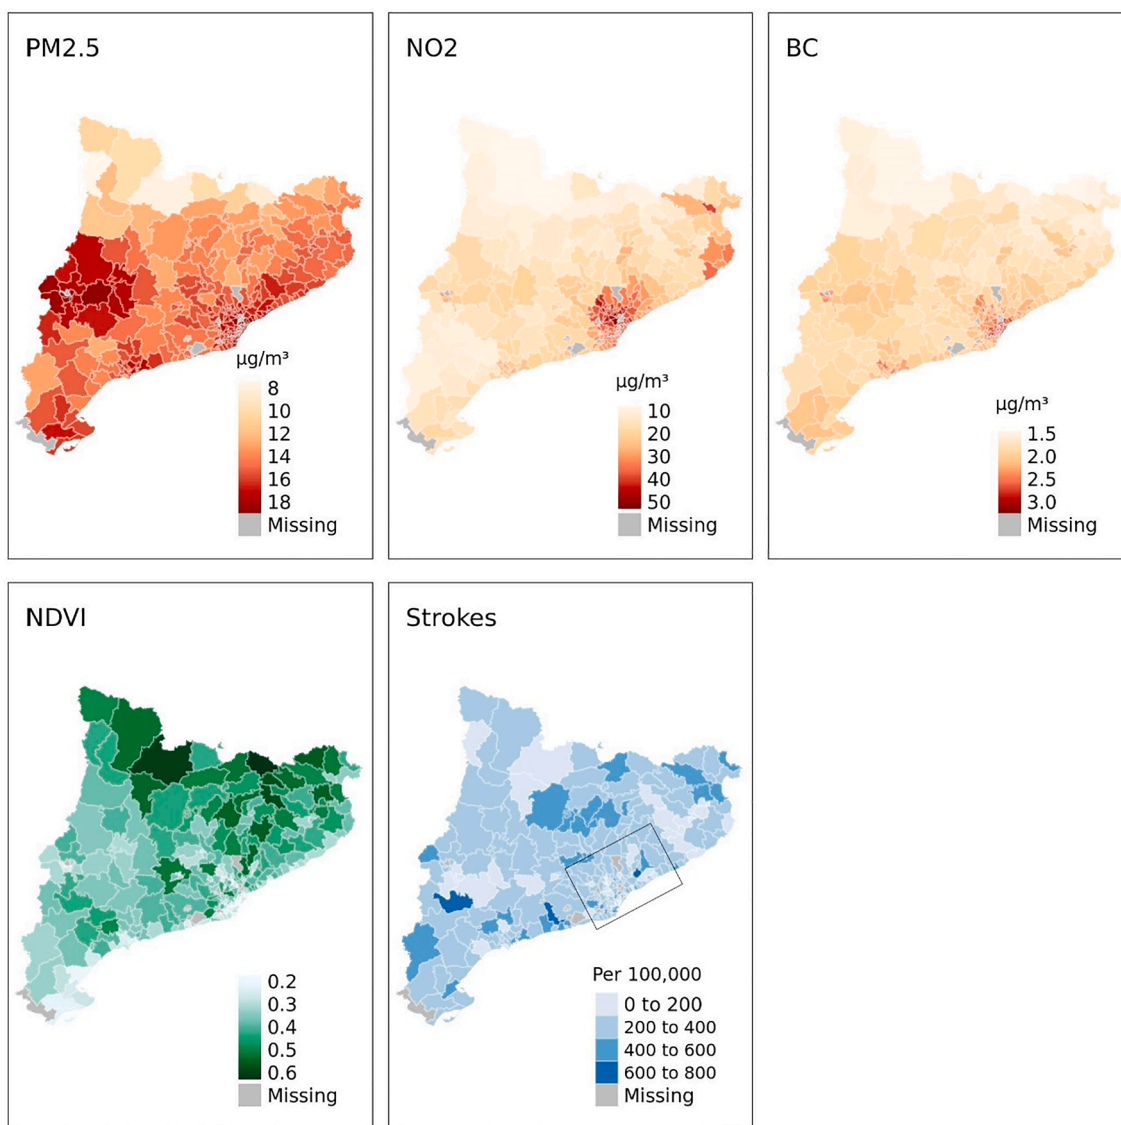 PM2.5
µg/m³
8
10
12
14
16
18
Missing
NO2
µg/m³
10
20
30
40
50
Missing
BC
µg/m³
1.5
2.0
2.5
3.0
Missing
NDVI
0.2
0.3
0.4
0.5
0.6
Missing
Strokes
Per 100,000
0 to 200
200 to 400
400 to 600
600 to 800
Missing